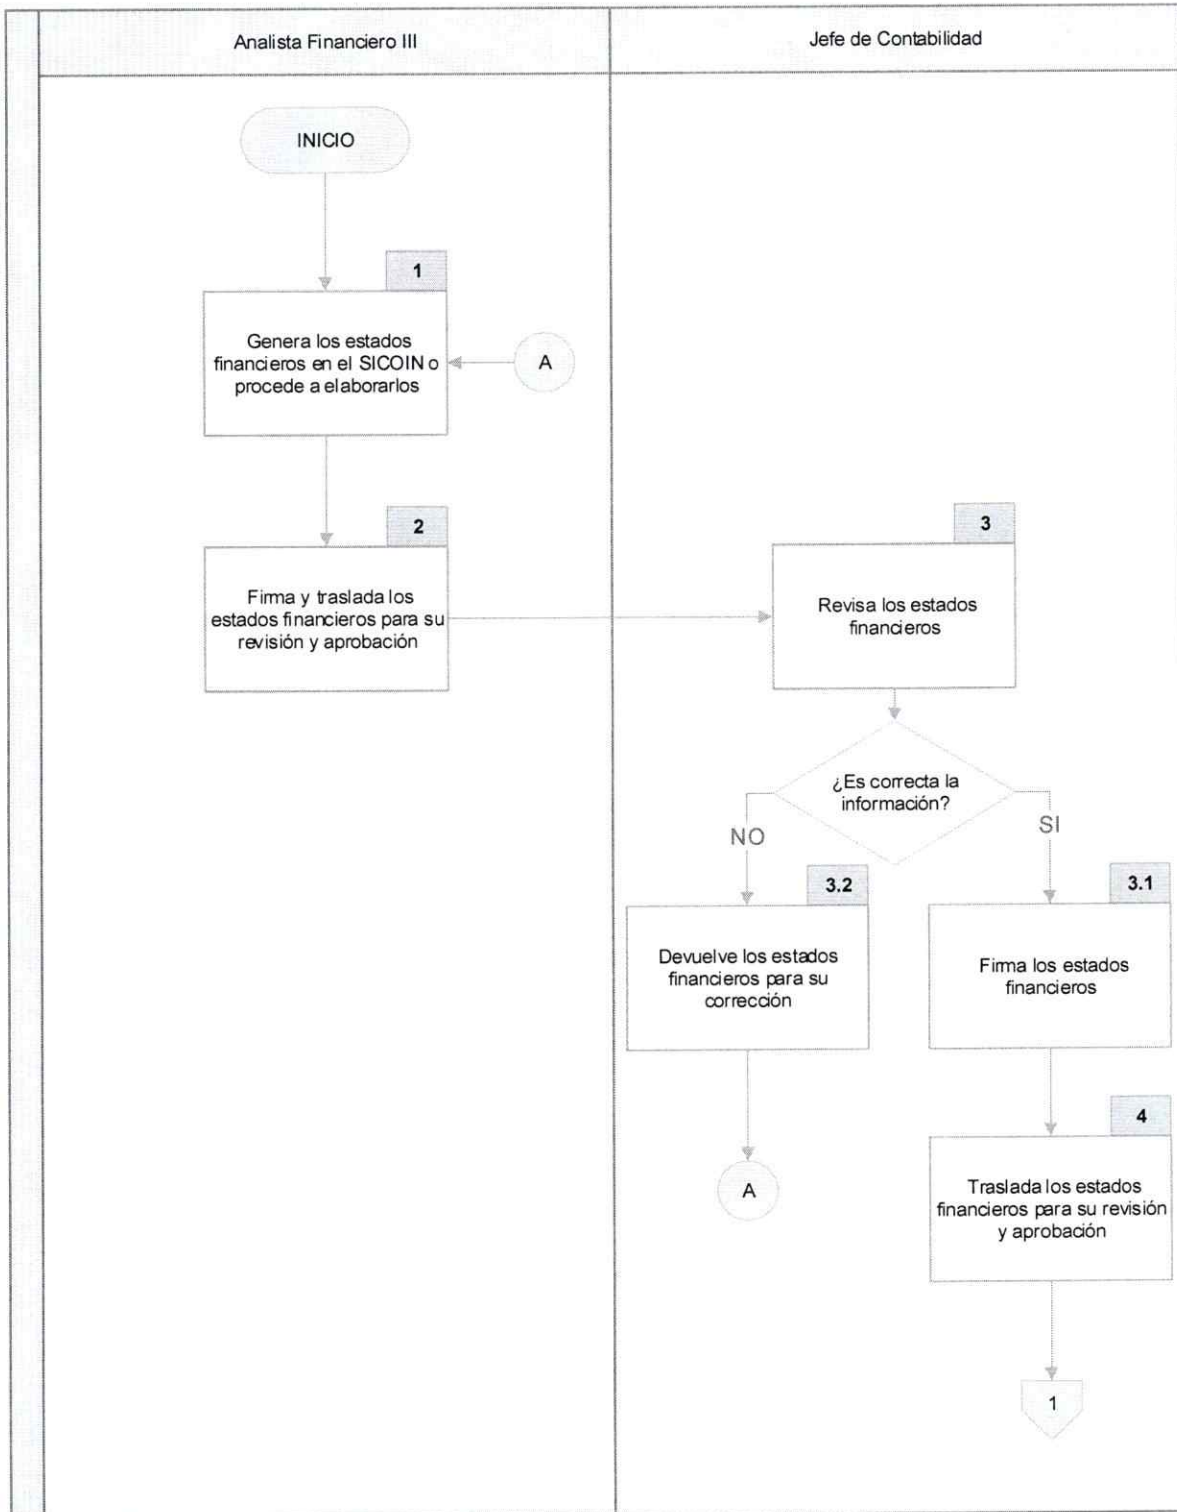 Analista Financiero III
Jefe de Contabilidad
INICIO
1
Genera los estados
financieros en el SICOIN o
procede a elaborarlos
A
2
Firma y traslada los
estados financieros para su
revisión y aprobación
3
Revisa los estados
financieros
¿Es correcta la
información?
NO
SI
3.2
Devuelve los estados
financieros para su
corrección
3.1
Firma los estados
financieros
A
4
Traslada los estados
financieros para su revisión
y aprobación
1